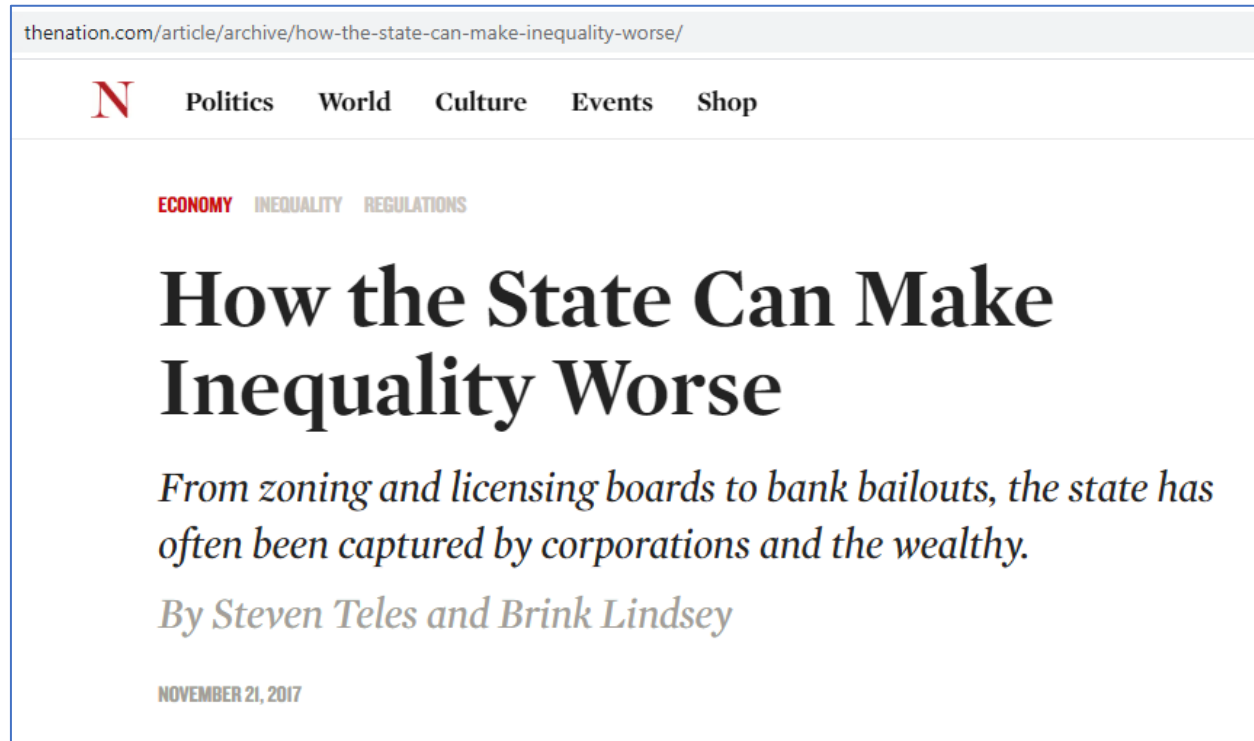 thenation.com/article/archive/how-the-state-can-make-inequality-worse/
N Politics World Culture Events Shop
ECONOMY INEQUALITY REGULATIONS
How the State Can Make
Inequality Worse
From zoning and licensing boards to bank bailouts, the state has
often been captured by corporations and the wealthy.
By Steven Teles and Brink Lindsey
NOVEMBER 21, 2017